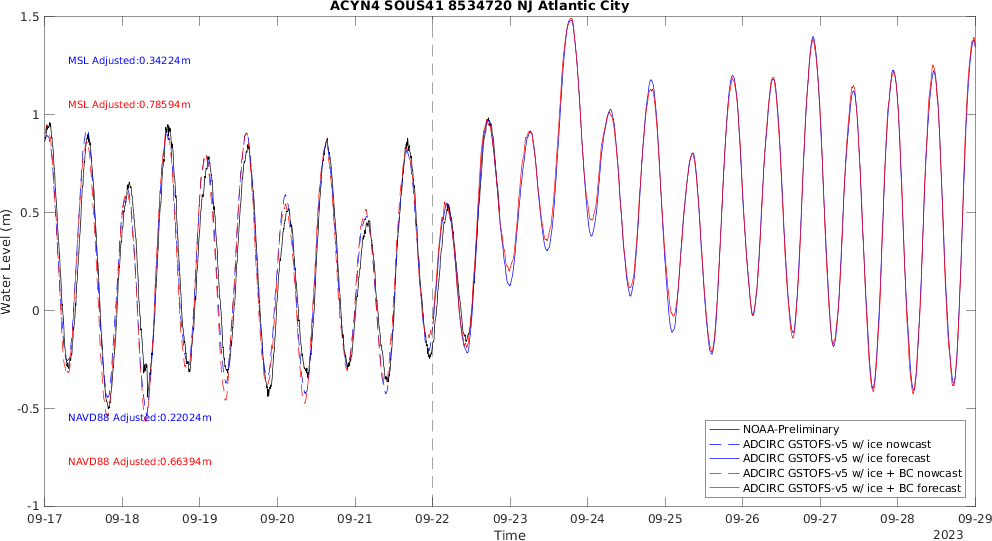 ACYN4 SOUS41 8534720 NJ Atlantic City
1.5
1
0.5
0
-0.5
-1
Water Level (m)
MSL Adjusted:0.34224m
MSL Adjusted:0.78594m
NAVD88 Adjusted:0.22024m
NAVD88 Adjusted:0.66394m
NOAA-Preliminary
ADCIRC GSTOFS-v5 w/ ice nowcast
ADCIRC GSTOFS-v5 w/ ice forecast
ADCIRC GSTOFS-v5 w/ ice + BC nowcast
ADCIRC GSTOFS-v5 w/ ice + BC forecast
09-17 09-18 09-19 09-20 09-21 09-22 09-23 09-24 09-25 09-26 09-27 09-28 09-29
Time
2023